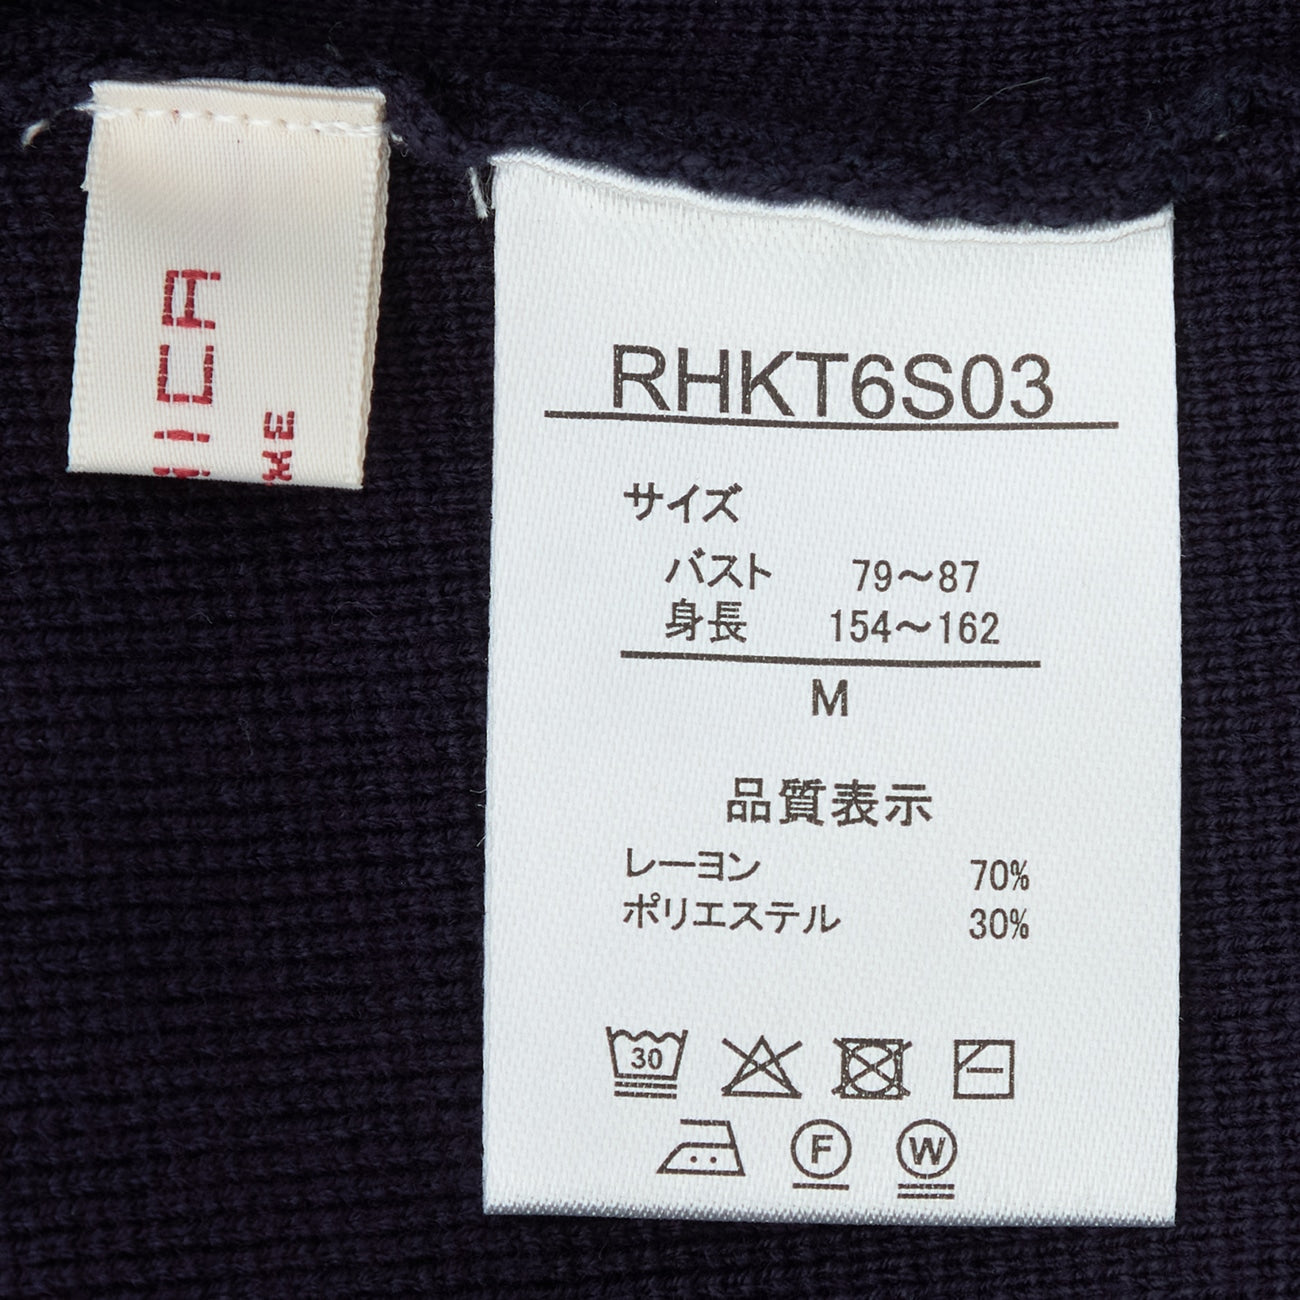 RHKT6S03
サイズ
バスト 79～87
身長 154～162
M
品質表示
レーヨン 70%
ポリエステル 30%
30
F W